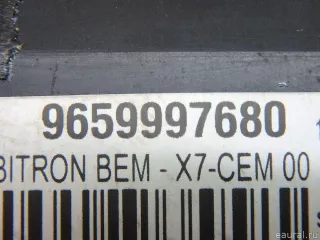 9659997680
BITRON BEM - X7-CEM 00
© eaural.ru